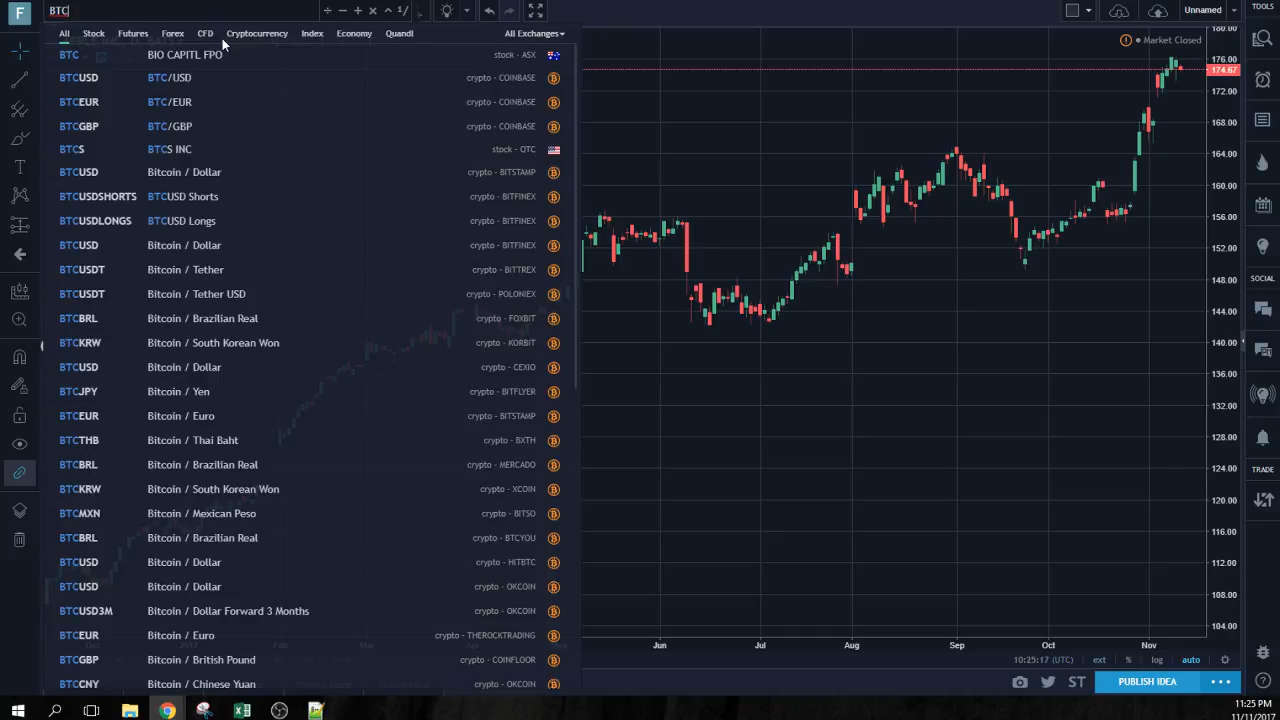 F BTC 1/ Unnamed TOOLS
All Stock Futures Forex CFD Cryptocurrency Index Economy Quandl All Exchanges
180.00
Market Closed
BTC BIO CAPITL FPO stock - ASX
176.00
174.67
BTCUSD BTC/USD crypto - COINBASE
172.00
BTCEUR BTC/EUR crypto - COINBASE
168.00
BTCGBP BTC/GBP crypto - COINBASE
BTCS BTCS INC stock - OTC
164.00
BTCUSD Bitcoin / Dollar crypto - BITSTAMP
160.00
BTCUSDSHORTS BTCUSD Shorts crypto - BITFINEX
156.00
BTCUSDLONGS BTCUSD Longs crypto - BITFINEX
152.00
BTCUSD Bitcoin / Dollar crypto - BITFINEX
148.00
BTCUSDT Bitcoin / Tether crypto - BITTREX
SOCIAL
BTCUSDT Bitcoin / Tether USD crypto - POLONIEX
144.00
BTCBRL Bitcoin / Brazilian Real crypto - FOXBIT
140.00
BTCKRW Bitcoin / South Korean Won crypto - KORBIT
136.00
BTCUSD Bitcoin / Dollar crypto - CEXIO
BTCJPY Bitcoin / Yen crypto - BITFLYER
132.00
BTCEUR Bitcoin / Euro crypto - BITSTAMP
128.00
BTCTHB Bitcoin / Thai Baht crypto - BXTH
124.00
BTCBRL Bitcoin / Brazilian Real crypto - MERCADO
TRADE
BTCKRW Bitcoin / South Korean Won crypto - XCOIN
120.00
BTCMXN Bitcoin / Mexican Peso crypto - BITSO
116.00
BTCBRL Bitcoin / Brazilian Real crypto - BTCYOU
112.00
BTCUSD Bitcoin / Dollar crypto - HITBTC
108.00
BTCUSD Bitcoin / Dollar crypto - OKCOIN
BTCUSD3M Bitcoin / Dollar Forward 3 Months crypto - OKCOIN
104.00
BTCEUR Bitcoin / Euro crypto - THEROCKTRADING
Dec 2017 Feb Mar Apr May Jun Jul Aug Sep Oct Nov
BTCGBP Bitcoin / British Pound crypto - COINFLOOR
10:25:17 (UTC) ext % log auto
BTCCNY Bitcoin / Chinese Yuan crypto - OKCOIN
ST PUBLISH IDEA
11:25 PM
11/11/2017